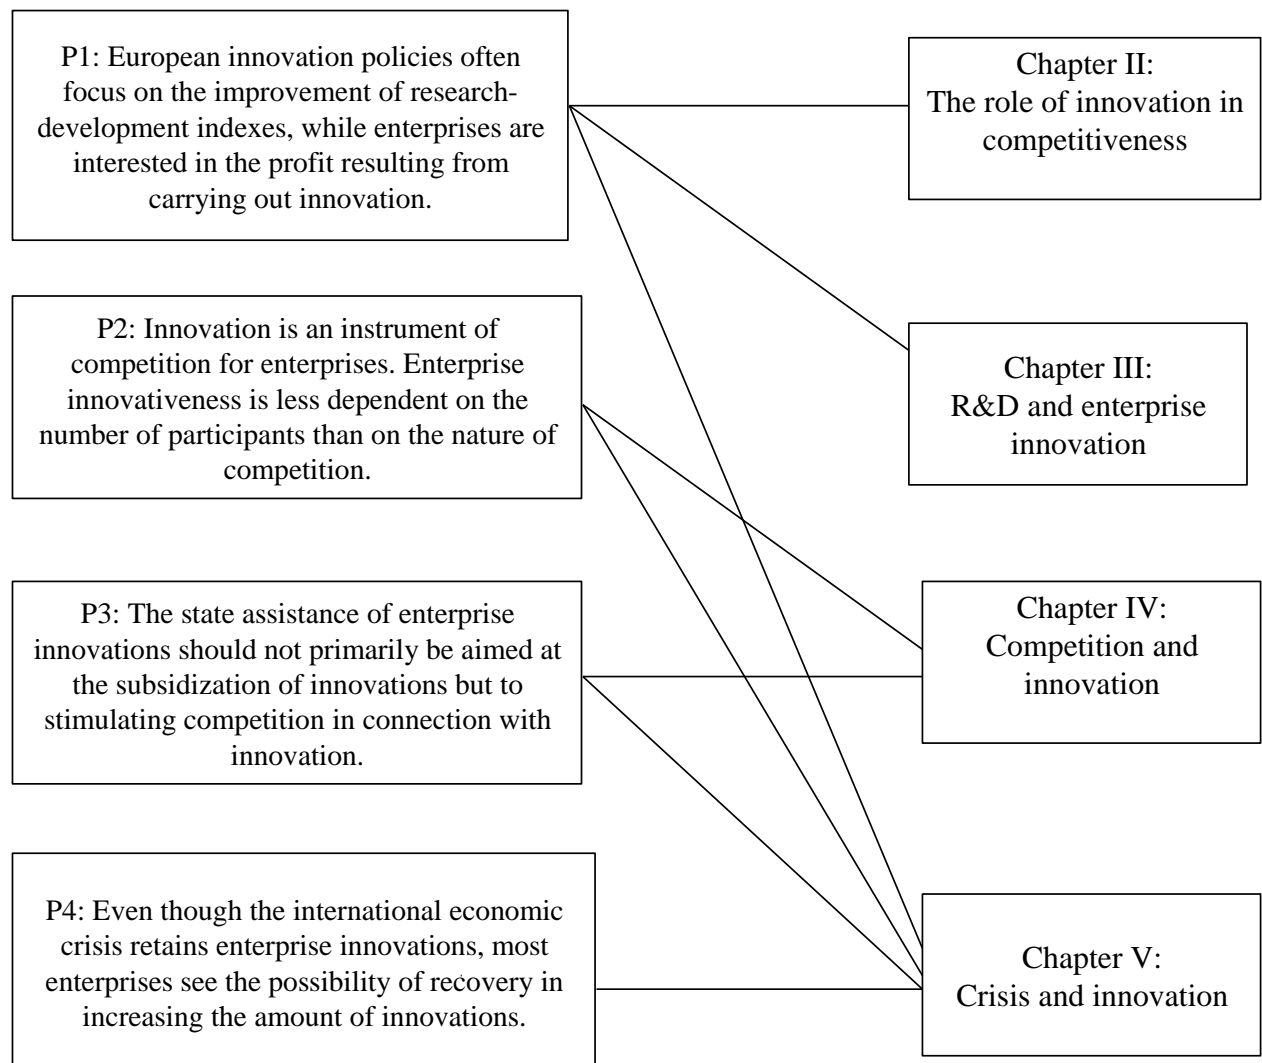 P1: European innovation policies often
focus on the improvement of research-
development indexes, while enterprises are
interested in the profit resulting from
carrying out innovation.
Chapter II:
The role of innovation in
competitiveness
P2: Innovation is an instrument of
competition for enterprises. Enterprise
innovativeness is less dependent on the
number of participants than on the nature of
competition.
Chapter III:
R&D and enterprise
innovation
P3: The state assistance of enterprise
innovations should not primarily be aimed at
the subsidization of innovations but to
stimulating competition in connection with
innovation.
Chapter IV:
Competition and
innovation
P4: Even though the international economic
crisis retains enterprise innovations, most
enterprises see the possibility of recovery in
increasing the amount of innovations.
Chapter V:
Crisis and innovation